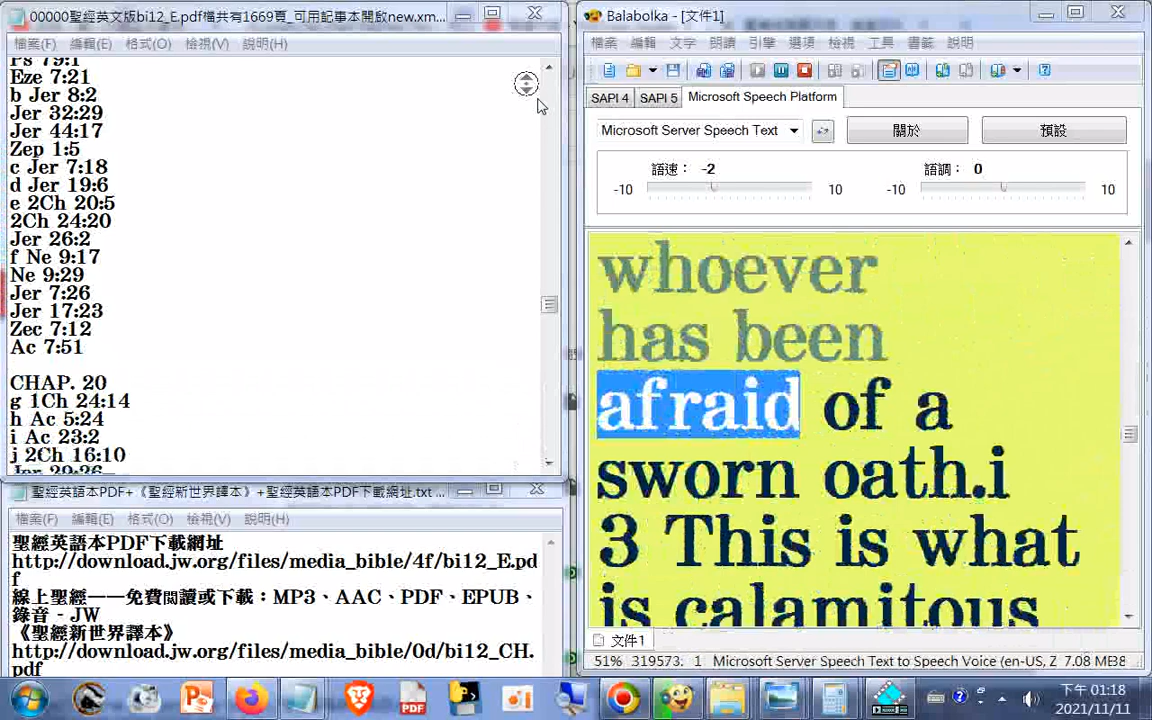 00000聖經英文版bi12_E.pdf檔共有1669頁_可用記事本開啟new.xm...
檔案(F) 編輯(E) 格式(O) 檢視(V) 說明(H)
Ps 79:1
Eze 7:21
b Jer 8:2
Jer 32:29
Jer 44:17
Zep 1:5
c Jer 7:18
d Jer 19:6
e 2Ch 20:5
2Ch 24:20
Jer 26:2
f Ne 9:17
Ne 9:29
Jer 7:26
Jer 17:23
Zec 7:12
Ac 7:51
CHAP. 20
g 1Ch 24:14
h Ac 5:24
i Ac 23:2
j 2Ch 16:10
Jer 29:26
聖經英語本PDF+《聖經新世界譯本》+聖經英語本PDF下載網址.txt ...
檔案(F) 編輯(E) 格式(O) 檢視(V) 說明(H)
聖經英語本PDF下載網址
http://download.jw.org/files/media_bible/4f/bi12_E.pd
f
線上聖經——免費閱讀或下載：MP3、AAC、PDF、EPUB、
錄音 - JW
《聖經新世界譯本》
http://download.jw.org/files/media_bible/0d/bi12_CH.
pdf
Balabolka - [文件1]
檔案 編輯 文字 朗讀 引擎 選項 檢視 工具 書籤 說明
SAPI 4 SAPI 5 Microsoft Speech Platform
Microsoft Server Speech Text 關於 預設
語速： -2 語調： 0
-10 10 -10 10
whoever
has been
afraid of a
sworn oath.i
3 This is what
is calamitous
文件1
51% 319573: 1 Microsoft Server Speech Text to Speech Voice (en-US, Z 7.08 MB
下午 01:18
2021/11/11